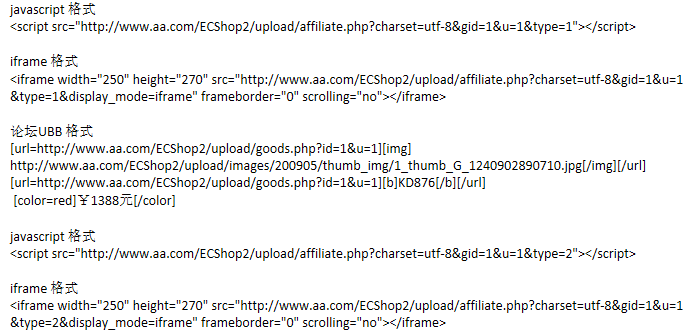 javascript 格式
<script src="http://www.aa.com/ECShop2/upload/affiliate.php?charset=utf-8&gid=1&u=1&type=1"></script>
iframe 格式
<iframe width="250" height="270" src="http://www.aa.com/ECShop2/upload/affiliate.php?charset=utf-8&gid=1&u=1
&type=1&display_mode=iframe" frameborder="0" scrolling="no"></iframe>
论坛UBB 格式
[url=http://www.aa.com/ECShop2/upload/goods.php?id=1&u=1][img]
http://www.aa.com/ECShop2/upload/images/200905/thumb_img/1_thumb_G_1240902890710.jpg[/img][/url]
[url=http://www.aa.com/ECShop2/upload/goods.php?id=1&u=1][b]KD876[/b][/url]
[color=red]￥1388元[/color]
javascript 格式
<script src="http://www.aa.com/ECShop2/upload/affiliate.php?charset=utf-8&gid=1&u=1&type=2"></script>
iframe 格式
<iframe width="250" height="270" src="http://www.aa.com/ECShop2/upload/affiliate.php?charset=utf-8&gid=1&u=1
&type=2&display_mode=iframe" frameborder="0" scrolling="no"></iframe>